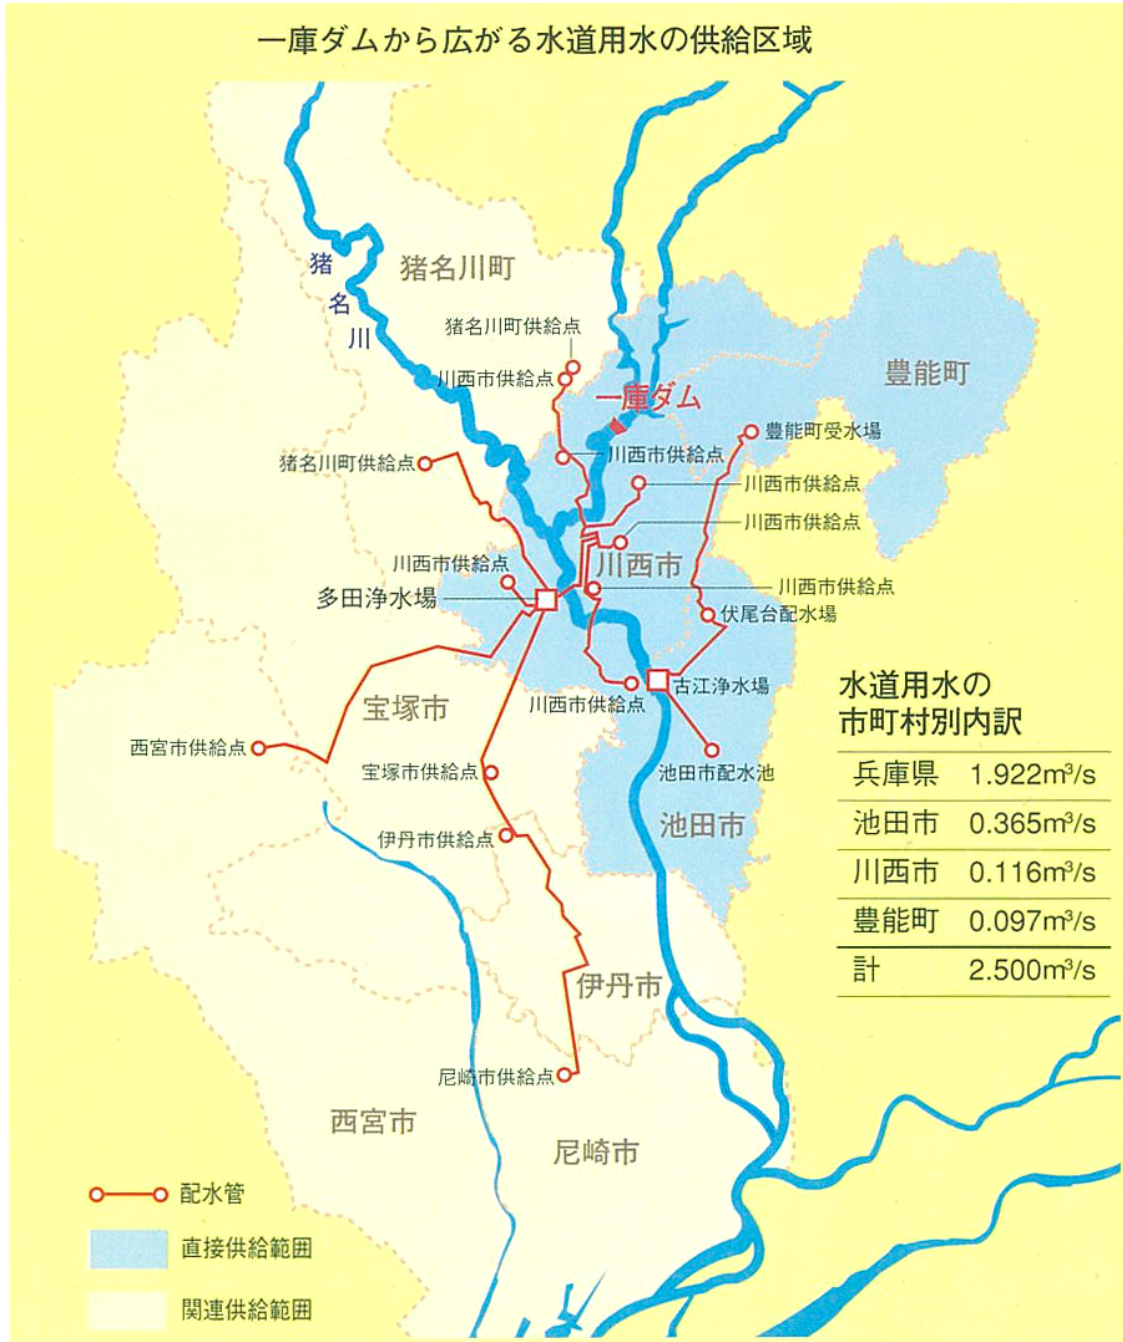 一庫ダムから広がる水道用水の供給区域
猪
名
川
猪名川町
猪名川町供給点
川西市供給点
豊能町
一庫ダム
豊能町受水場
川西市供給点
猪名川町供給点
川西市供給点
川西市供給点
川西市
川西市供給点
川西市供給点
多田浄水場
伏尾台配水場
古江浄水場
川西市供給点
宝塚市
西宮市供給点
宝塚市供給点
池田市配水池
伊丹市供給点
池田市
伊丹市
尼崎市供給点
西宮市
尼崎市
水道用水の
市町村別内訳
兵庫県 1.922m³/s
池田市 0.365m³/s
川西市 0.116m³/s
豊能町 0.097m³/s
計 2.500m³/s
配水管
直接供給範囲
関連供給範囲